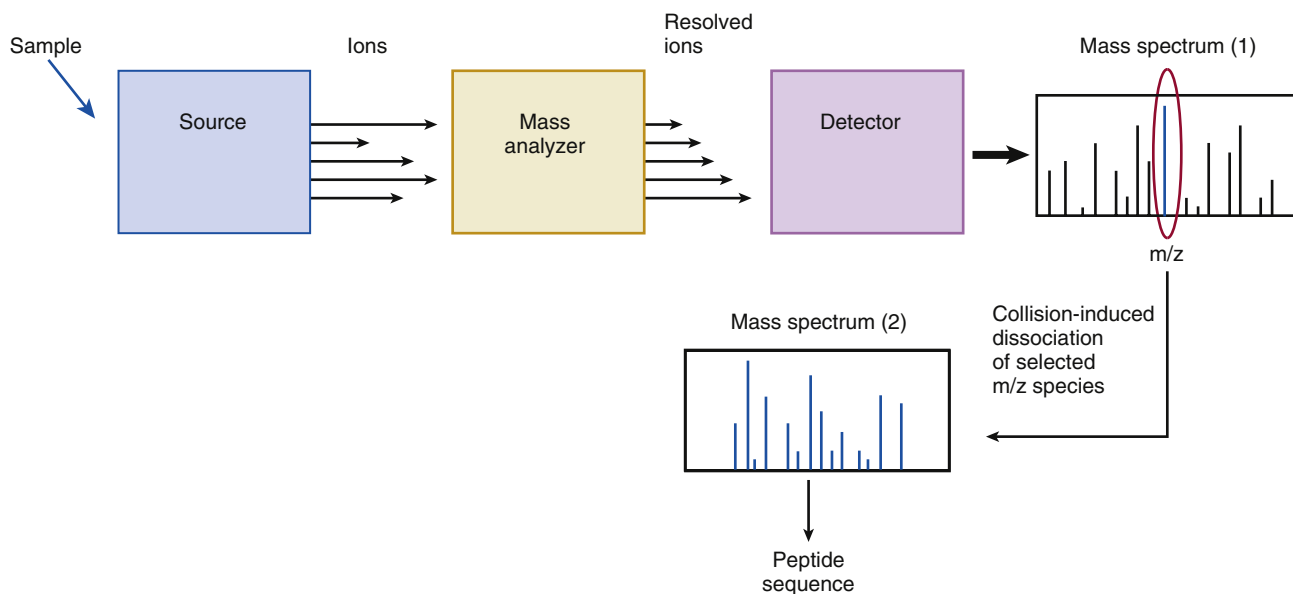 Sample
Ions
Resolved
ions
Mass spectrum (1)
Source
Mass
analyzer
Detector
m/z
Mass spectrum (2)
Collision-induced
dissociation
of selected
m/z species
Peptide
sequence